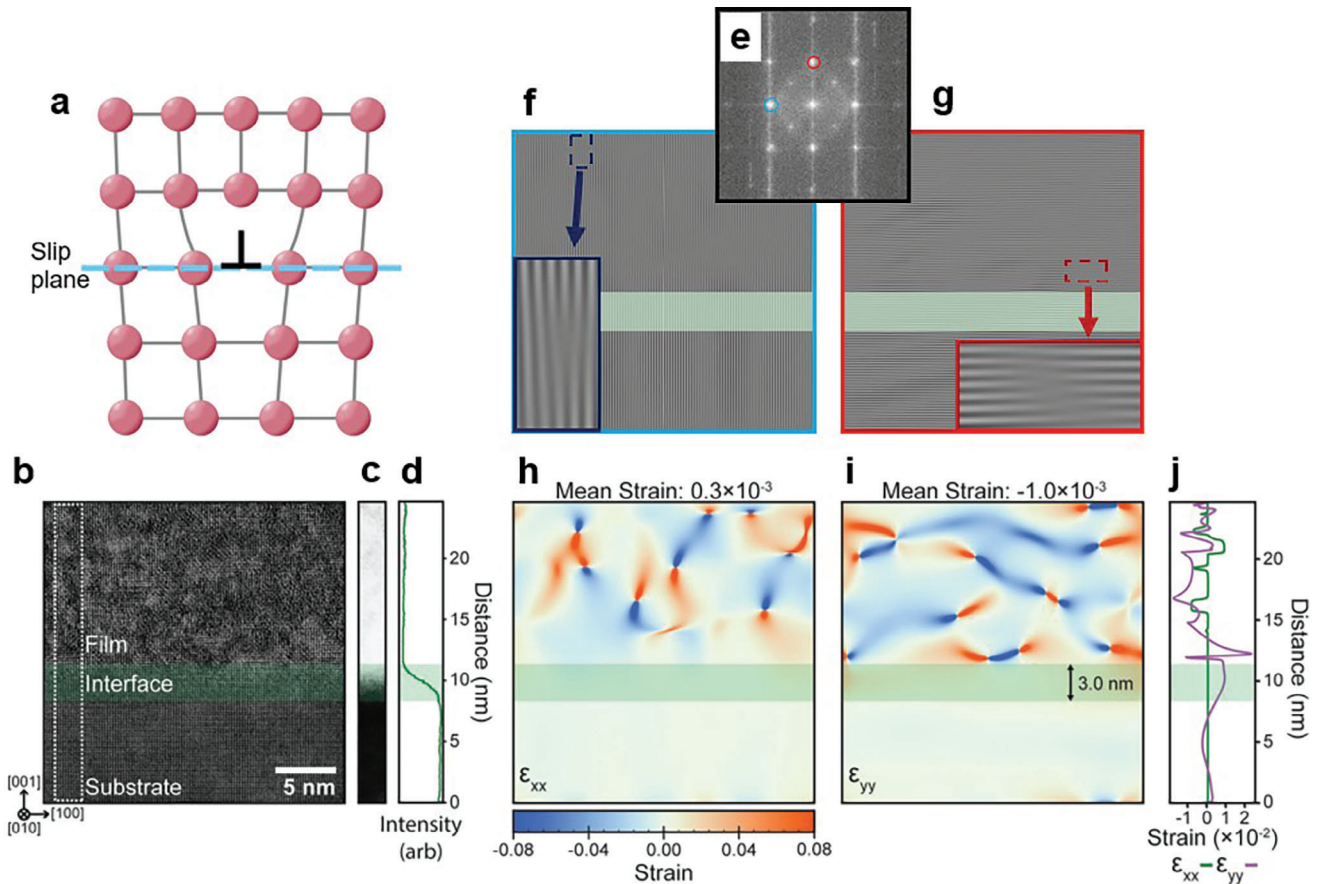 a
Slip
plane
e
f
g
b
Film
Interface
Substrate
5 nm
[001]
[100]
[010]
c
d
20
15
10
5
0
Distance (nm)
Intensity
(arb)
h
Mean Strain: 0.3×10⁻³
εxx
-0.08
-0.04
0.00
0.04
0.08
Strain
i
Mean Strain: -1.0×10⁻³
3.0 nm
εyy
j
20
15
10
5
0
Distance (nm)
-1 0 1 2
Strain (×10⁻²)
εxx εyy